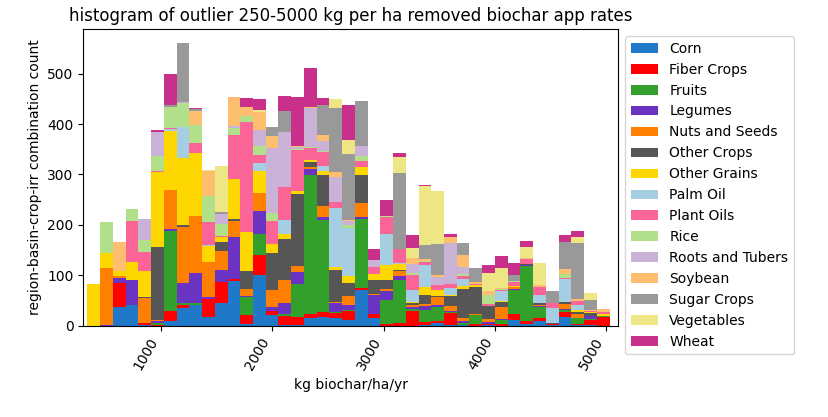 histogram of outlier 250-5000 kg per ha removed biochar app rates
region-basin-crop-irr combination count
500
400
300
200
100
0
1000
2000
3000
4000
5000
kg biochar/ha/yr
Corn
Fiber Crops
Fruits
Legumes
Nuts and Seeds
Other Crops
Other Grains
Palm Oil
Plant Oils
Rice
Roots and Tubers
Soybean
Sugar Crops
Vegetables
Wheat